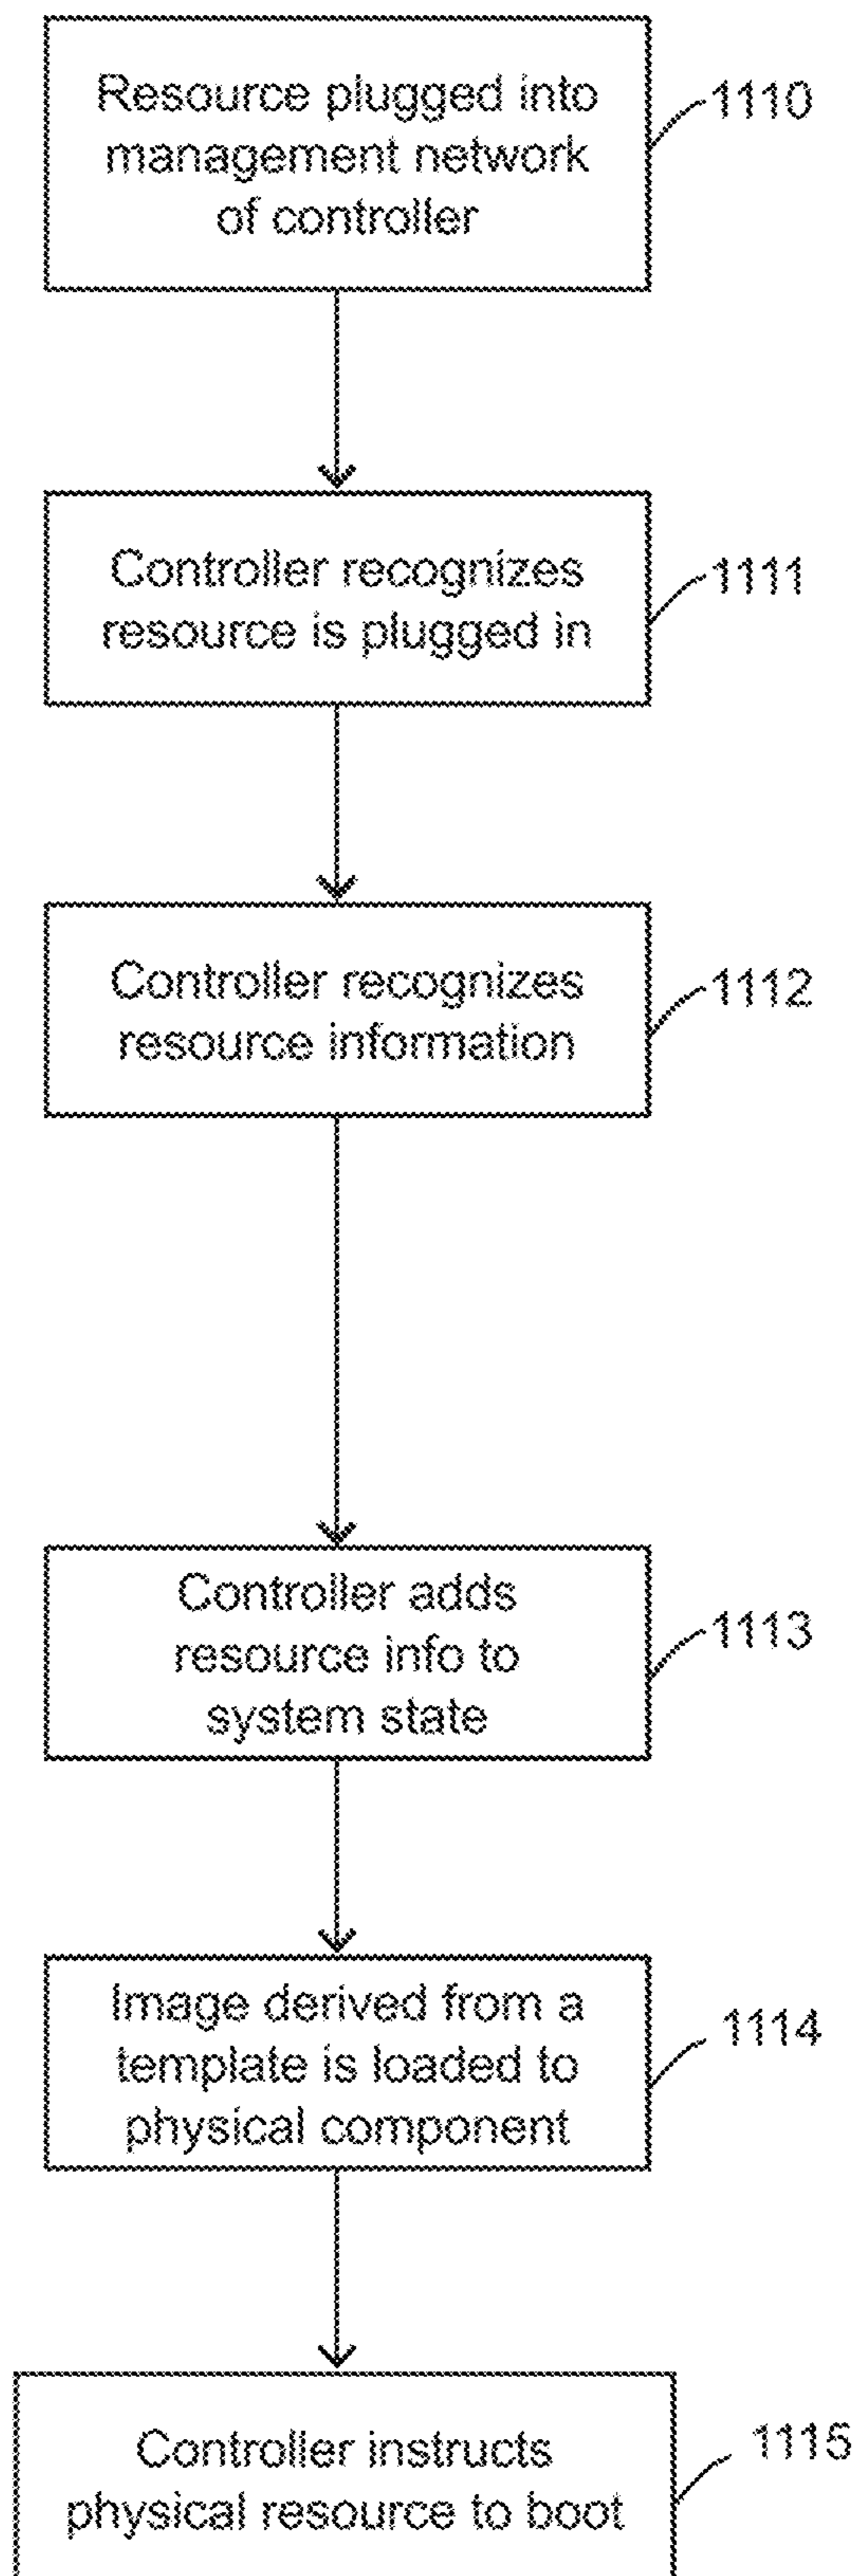 Resource plugged into
management network
of controller
1110
Controller recognizes
resource is plugged in
1111
Controller recognizes
resource information
1112
Controller adds
resource info to
system state
1113
Image derived from a
template is loaded to
physical component
1114
Controller instructs
physical resource to boot
1115